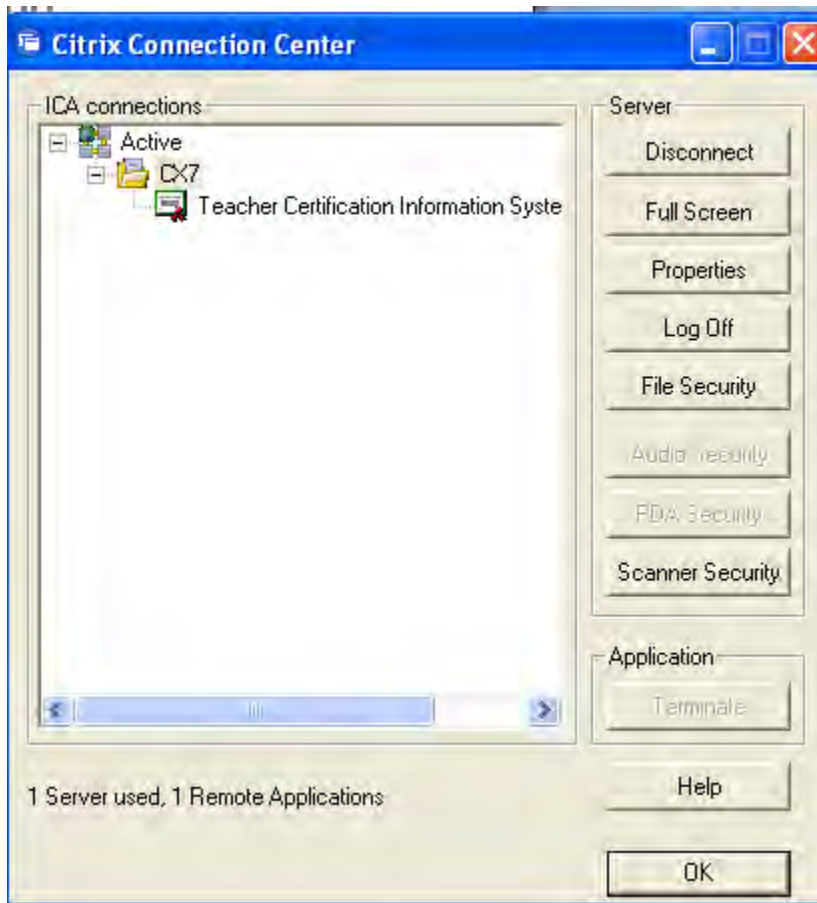 Citrix Connection Center
ICA connections
Active
CX7
Teacher Certification Information Syste
1 Server used, 1 Remote Applications
Server
Disconnect
Full Screen
Properties
Log Off
File Security
Audio Security
PDA Security
Scanner Security
Application
Terminate
Help
OK